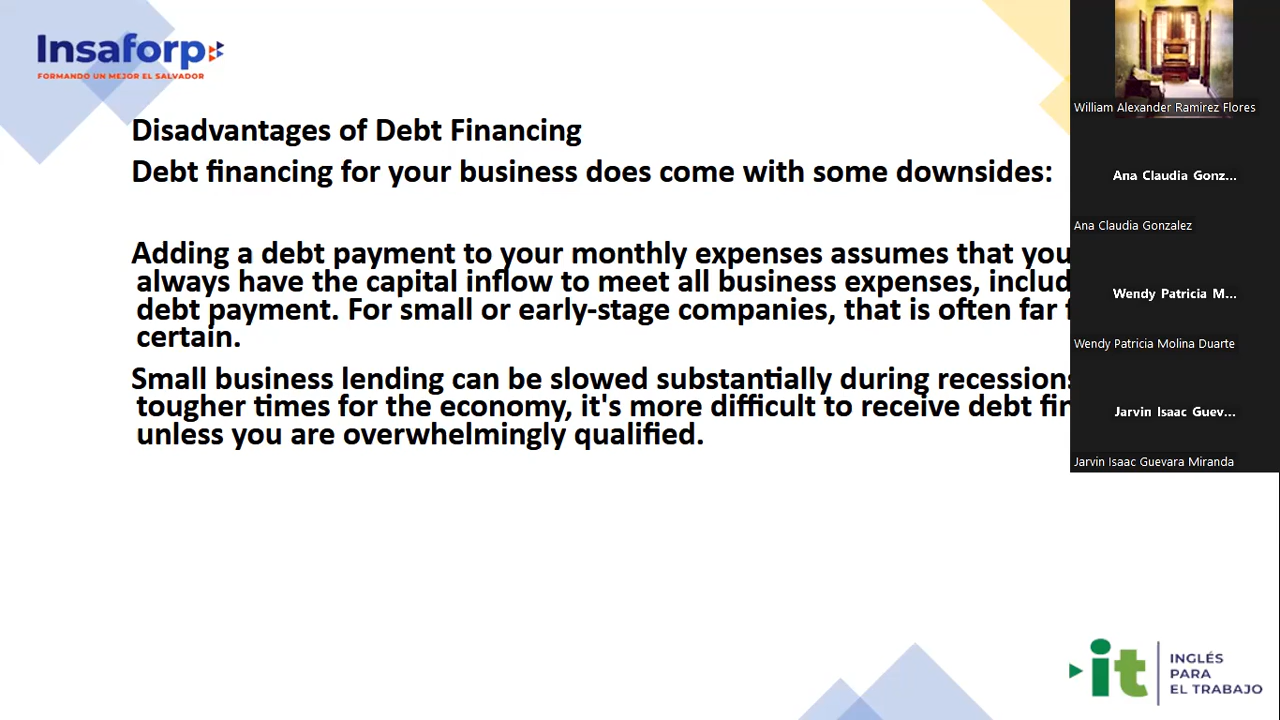 Insaforp
FORMANDO UN MEJOR EL SALVADOR
Disadvantages of Debt Financing
Debt financing for your business does come with some downsides:
Adding a debt payment to your monthly expenses assumes that you
always have the capital inflow to meet all business expenses, includ
debt payment. For small or early-stage companies, that is often far f
certain.
Small business lending can be slowed substantially during recessions
tougher times for the economy, it's more difficult to receive debt fin
unless you are overwhelmingly qualified.
William Alexander Ramirez Flores
Ana Claudia Gonz...
Ana Claudia Gonzalez
Wendy Patricia M...
Wendy Patricia Molina Duarte
Jarvin Isaac Guev...
Jarvin Isaac Guevara Miranda
it
INGLÉS
PARA
EL TRABAJO